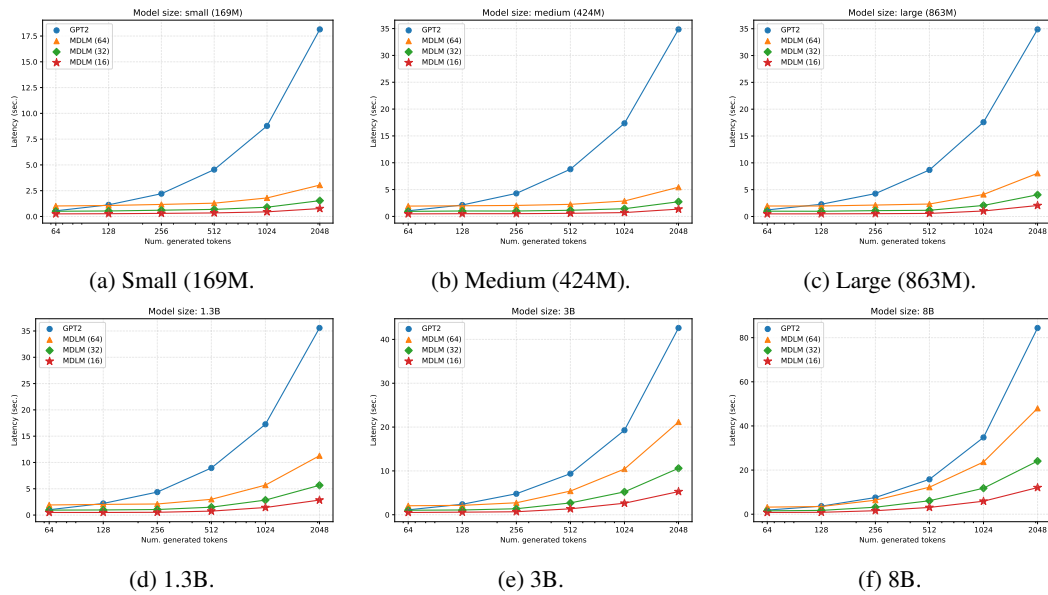 Model size: small (169M)
Latency (sec.)
17.5
15.0
12.5
10.0
7.5
5.0
2.5
0.0
GPT2
MDLM (64)
MDLM (32)
MDLM (16)
64 128 256 512 1024 2048
Num. generated tokens
(a) Small (169M.
Model size: medium (424M)
Latency (sec.)
35
30
25
20
15
10
5
0
GPT2
MDLM (64)
MDLM (32)
MDLM (16)
64 128 256 512 1024 2048
Num. generated tokens
(b) Medium (424M).
Model size: large (863M)
Latency (sec.)
35
30
25
20
15
10
5
0
GPT2
MDLM (64)
MDLM (32)
MDLM (16)
64 128 256 512 1024 2048
Num. generated tokens
(c) Large (863M).
Model size: 1.3B
Latency (sec.)
35
30
25
20
15
10
5
0
GPT2
MDLM (64)
MDLM (32)
MDLM (16)
64 128 256 512 1024 2048
Num. generated tokens
(d) 1.3B.
Model size: 3B
Latency (sec.)
40
30
20
10
0
GPT2
MDLM (64)
MDLM (32)
MDLM (16)
64 128 256 512 1024 2048
Num. generated tokens
(e) 3B.
Model size: 8B
Latency (sec.)
80
60
40
20
0
GPT2
MDLM (64)
MDLM (32)
MDLM (16)
64 128 256 512 1024 2048
Num. generated tokens
(f) 8B.